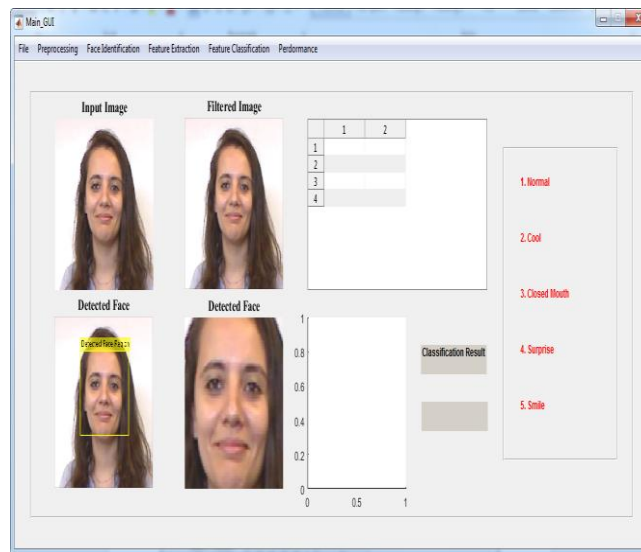 Main_GUI
File Preprocessing Face Identification Feature Extraction Feature Classification Perdormance
Input Image Filtered Image
1 2
1
2
3
4
1. Normal
2. Cool
3. Closed Mouth
4. Surprise
5. Smile
Detected Face Detected Face
Detected Face Region
Classification Result
1
0.8
0.6
0.4
0.2
0
0 0.5 1